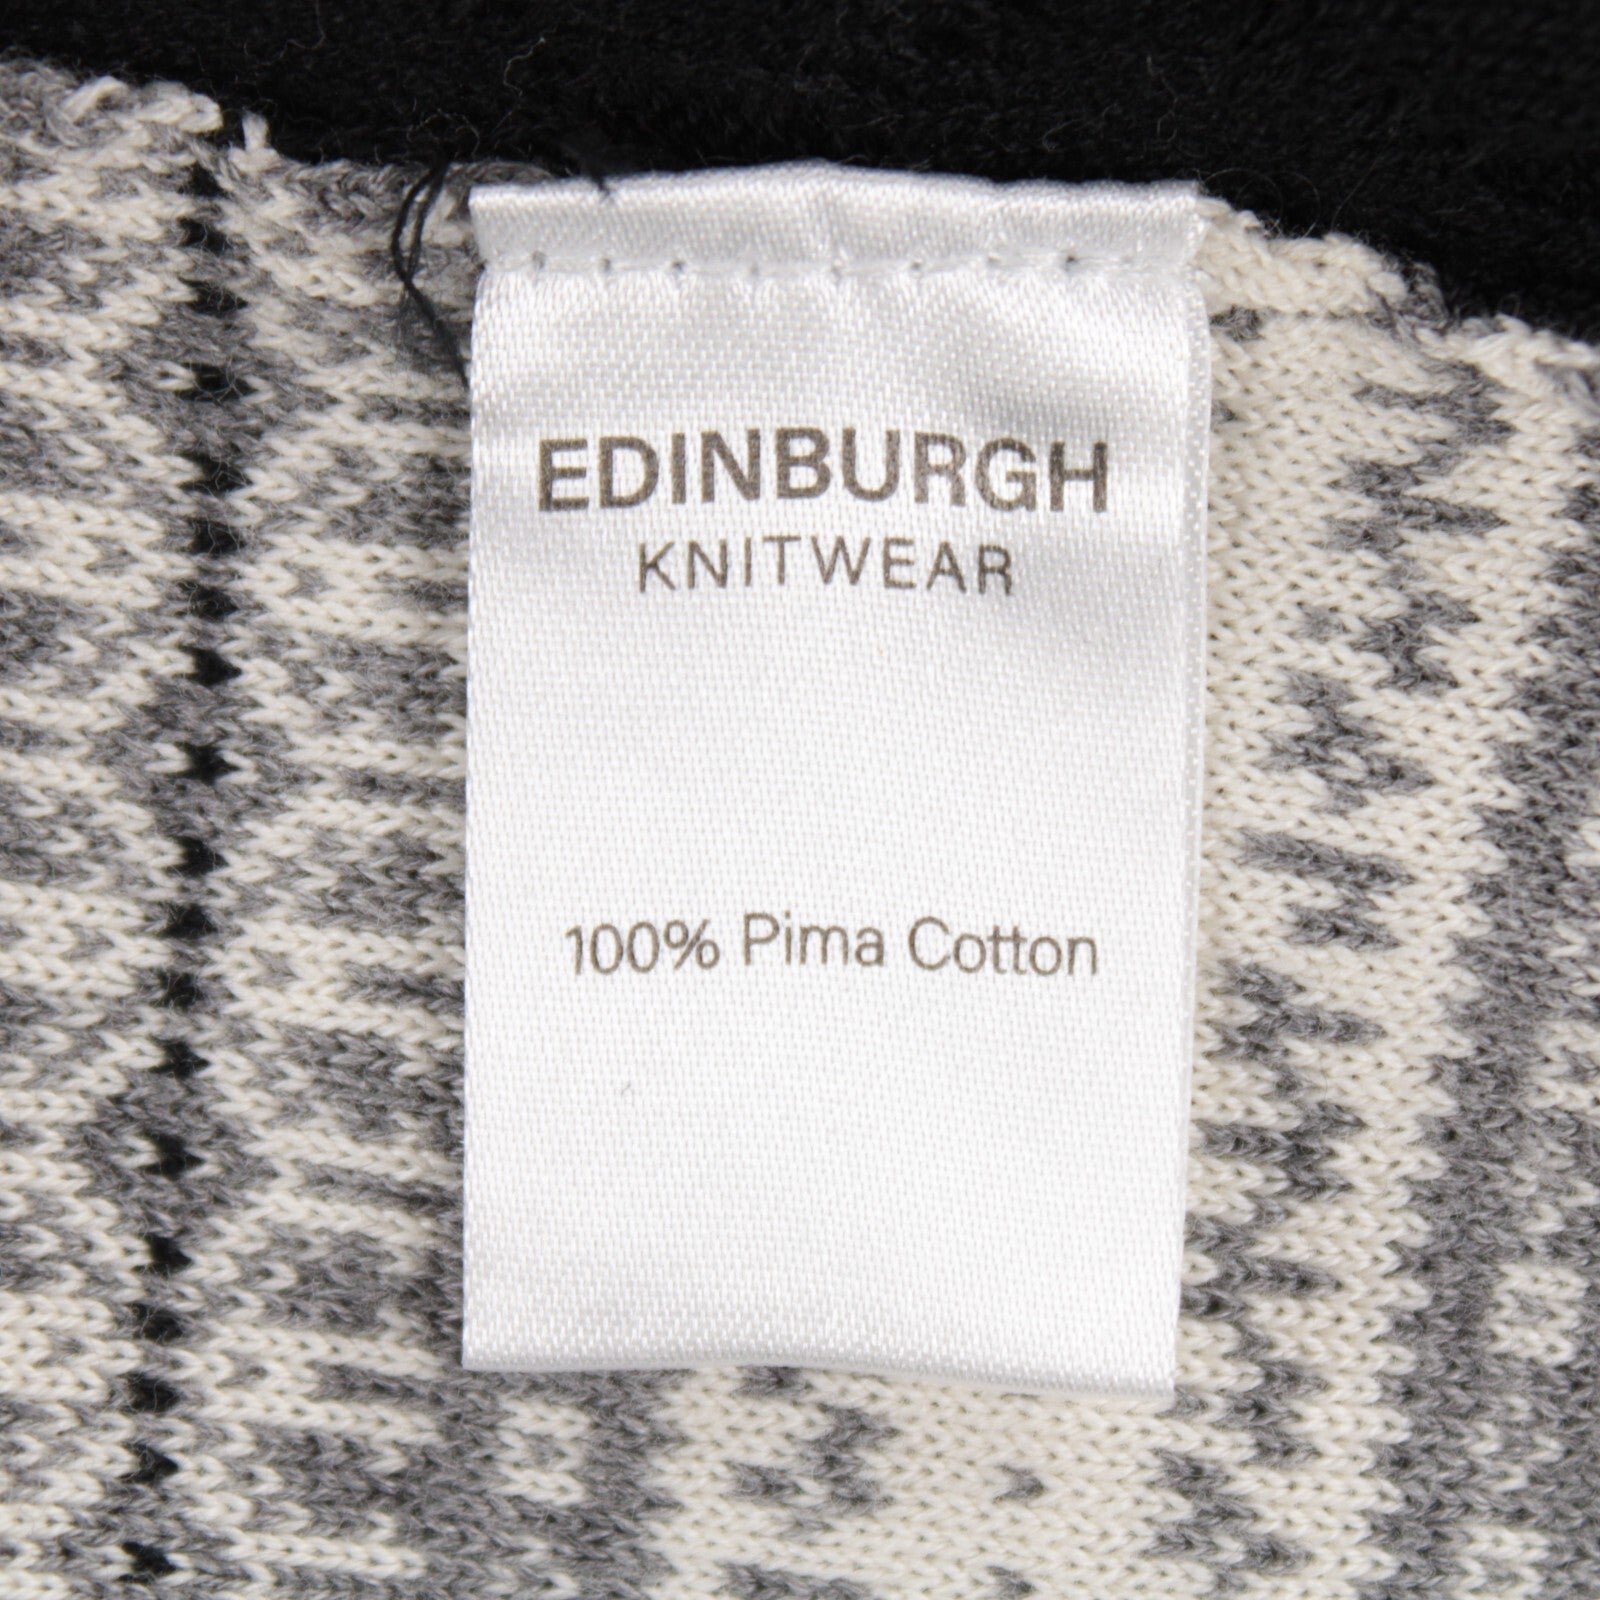 EDINBURGH
KNITWEAR
100% Pima Cotton